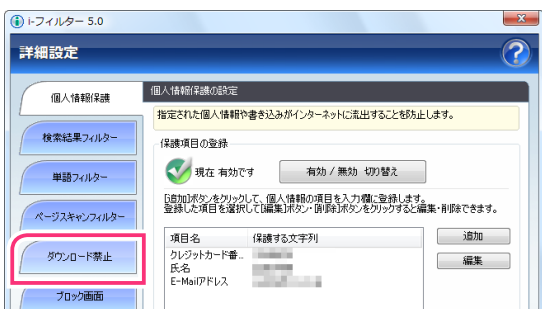 i-フィルター 5.0
詳細設定
?
個人情報保護
検索結果フィルター
単語フィルター
ページスキャンフィルター
ダウンロード禁止
ブロック画面
個人情報保護の設定
指定された個人情報や書き込みがインターネットに流出することを防止します。
保護項目の登録
現在 有効です
有効 / 無効 切り替え
[追加]ボタンをクリックして、個人情報の項目を入力欄に登録します。
登録した項目を選択して[編集]ボタン・[削除]ボタンをクリックすると編集・削除できます。
項目名 保護する文字列
クレジットカード番...
氏名
E-Mailアドレス
追加
編集